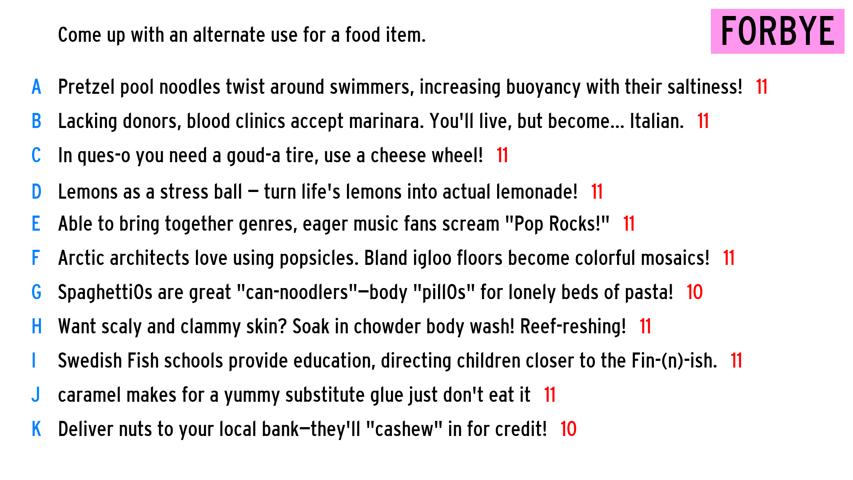 Come up with an alternate use for a food item.
FORBYE
A Pretzel pool noodles twist around swimmers, increasing buoyancy with their saltiness! 11
B Lacking donors, blood clinics accept marinara. You'll live, but become... Italian. 11
C In ques-o you need a goud-a tire, use a cheese wheel! 11
D Lemons as a stress ball – turn life's lemons into actual lemonade! 11
E Able to bring together genres, eager music fans scream "Pop Rocks!" 11
F Arctic architects love using popsicles. Bland igloo floors become colorful mosaics! 11
G SpaghettiOs are great "can-noodlers"—body "pillOs" for lonely beds of pasta! 10
H Want scaly and clammy skin? Soak in chowder body wash! Reef-reshing! 11
I Swedish Fish schools provide education, directing children closer to the Fin-(n)-ish. 11
J caramel makes for a yummy substitute glue just don't eat it 11
K Deliver nuts to your local bank—they'll "cashew" in for credit! 10